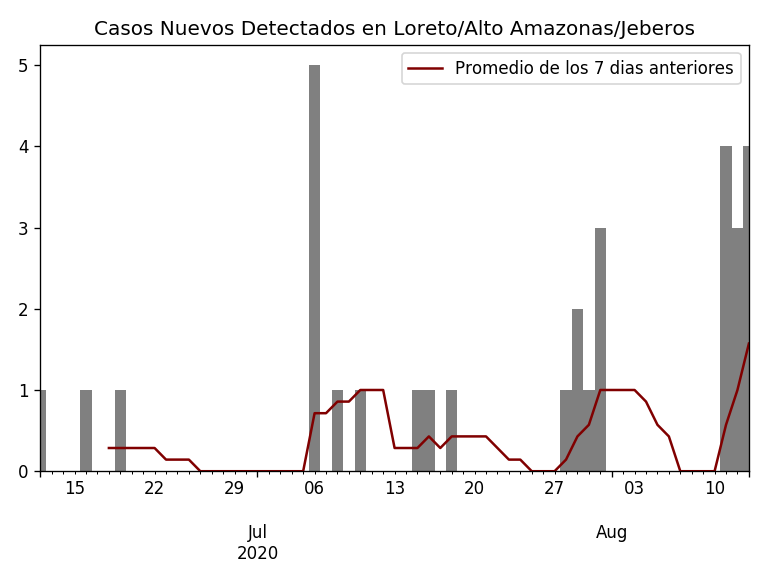 Casos Nuevos Detectados en Loreto/Alto Amazonas/Jeberos
Promedio de los 7 dias anteriores
5
4
3
2
1
0
15 22 29 06 13 20 27 03 10
Jul Aug
2020